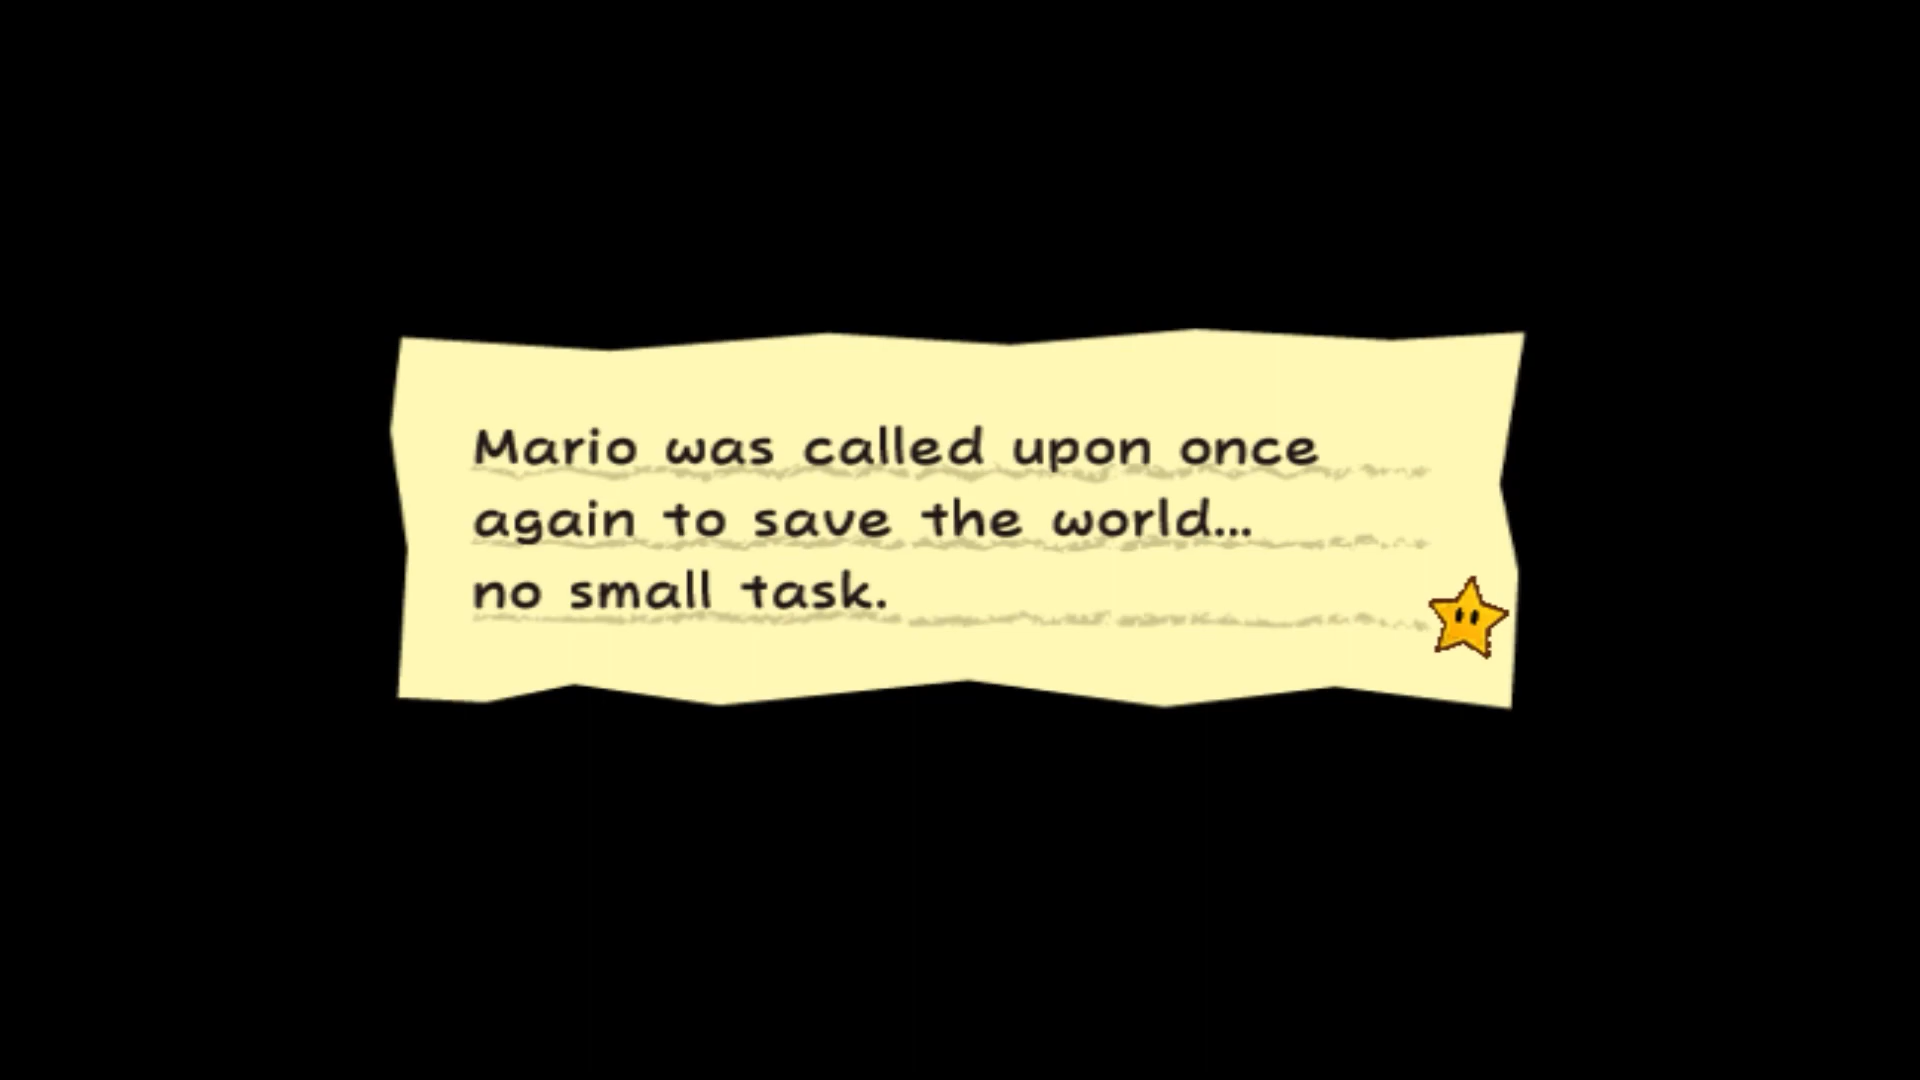 Mario was called upon once
again to save the world...
no small task.